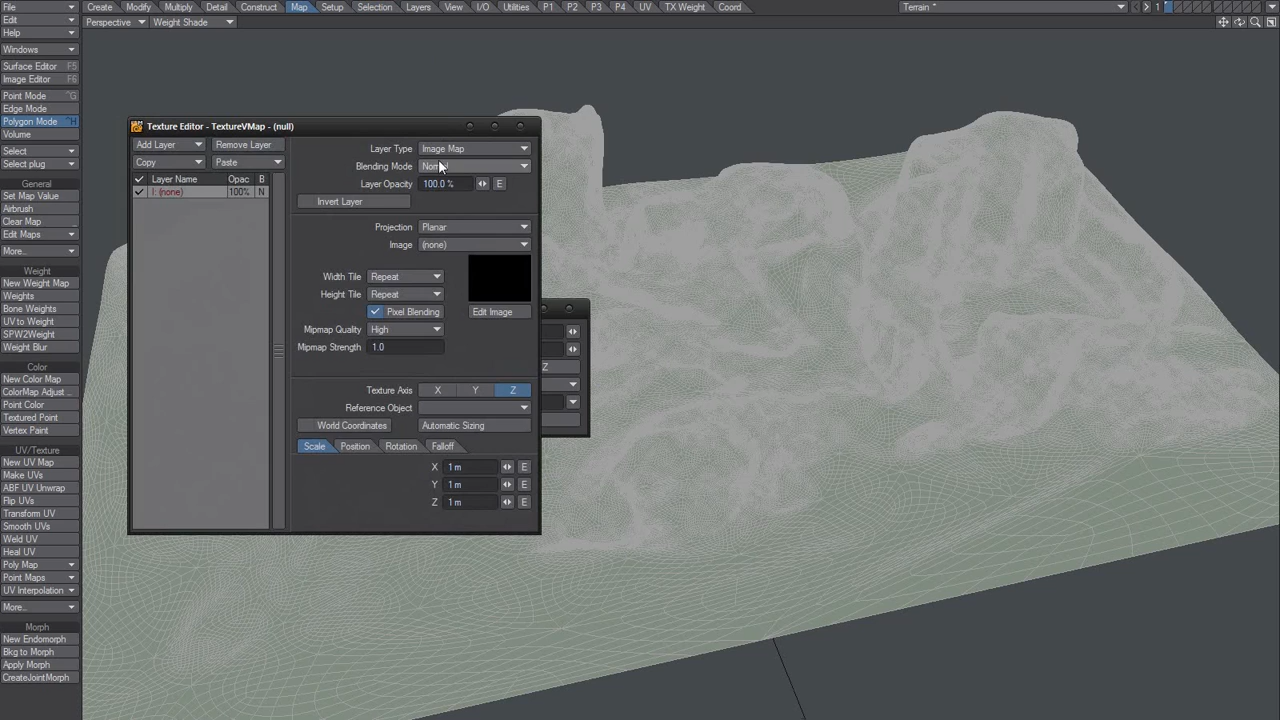 File
Create
Modify
Multiply
Detail
Construct
Map
Setup
Selection
Layers
View
I/O
Utilities
P1
P2
P3
P4
UV
TX Weight
Coord
Terrain *
1
Edit
Perspective
Weight Shade
Help
Windows
Surface Editor F5
Image Editor F6
Point Mode ^G
Edge Mode
Polygon Mode ^H
Volume
Select
Select plug
General
Set Map Value
Airbrush
Clear Map
Edit Maps
More...
Weight
New Weight Map
Weights
Bone Weights
UV to Weight
SPW2Weight
Weight Blur
Color
New Color Map
ColorMap Adjust ...
Point Color
Textured Point
Vertex Paint
UV/Texture
New UV Map
Make UVs
ABF UV Unwrap
Flip UVs
Transform UV
Smooth UVs
Weld UV
Heal UV
Poly Map
Point Maps
UV Interpolation
More...
Morph
New Endomorph
Bkg to Morph
Apply Morph
CreateJointMorph
Texture Editor - TextureVMap - (null)
Add Layer
Remove Layer
Copy
Paste
Layer Name Opac B
I: (none) 100% N
Layer Type Image Map
Blending Mode
Layer Opacity 100.0 % E
Invert Layer
Projection Planar
Image (none)
Width Tile Repeat
Height Tile Repeat
Pixel Blending
Edit Image
Mipmap Quality High
Mipmap Strength 1.0
Texture Axis X Y Z
Reference Object
World Coordinates
Automatic Sizing
Scale
Position
Rotation
Falloff
X 1 m E
Y 1 m E
Z 1 m E
Z